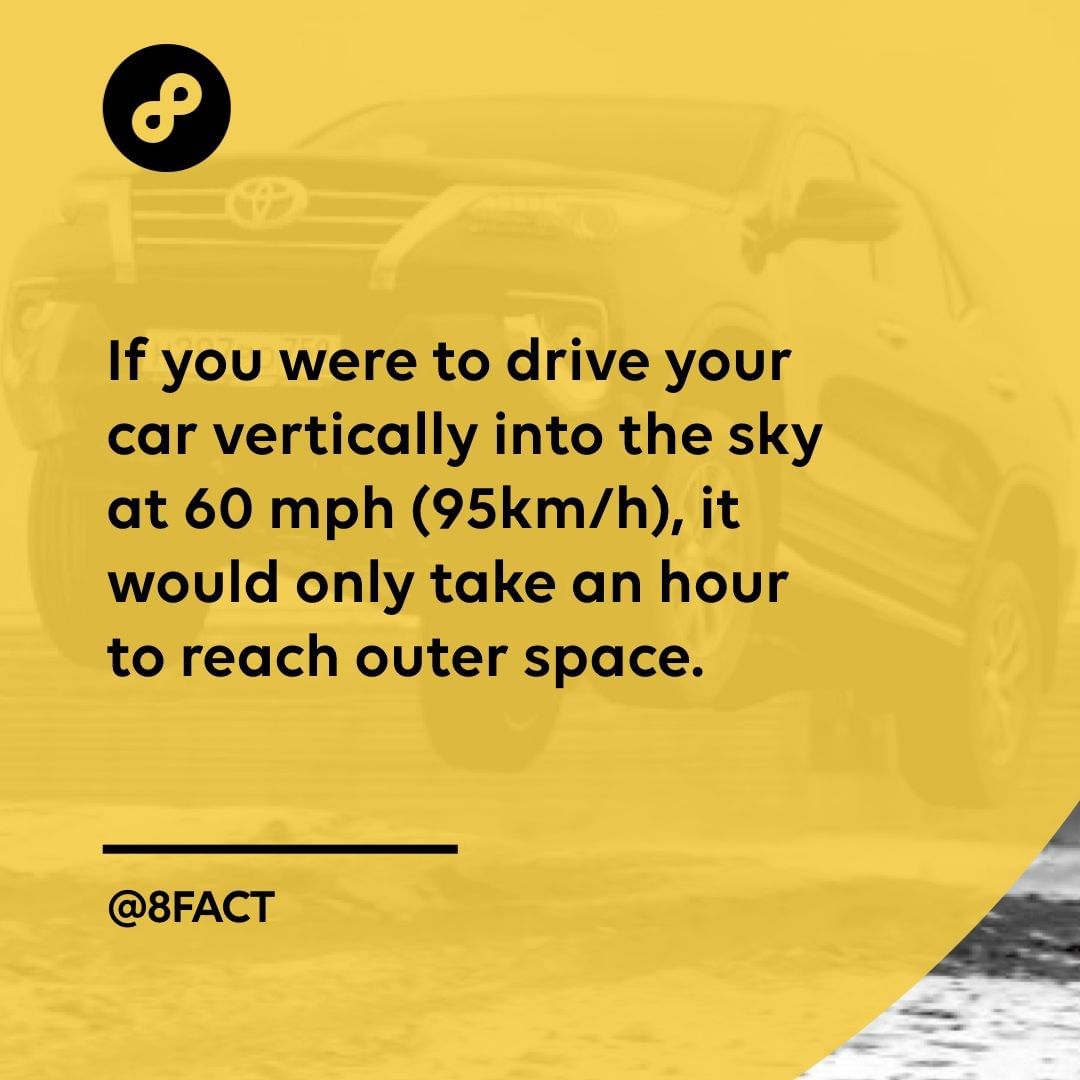 If you were to drive your
car vertically into the sky
at 60 mph (95km/h), it
would only take an hour
to reach outer space.
@8FACT